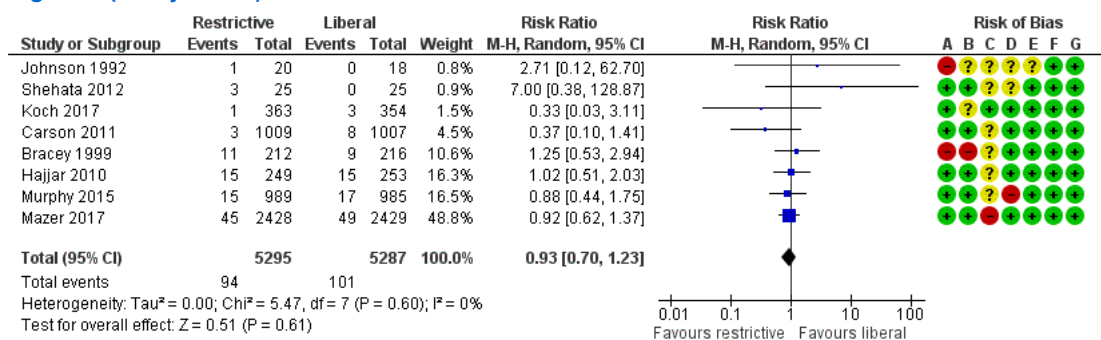 Restrictive Liberal Risk Ratio Risk Ratio Risk of Bias
Study or Subgroup Events Total Events Total Weight M-H, Random, 95% CI M-H, Random, 95% CI A B C D E F G
Johnson 1992 1 20 0 18 0.8% 2.71 [0.12, 62.70] - ? ? ? ? + +
Shehata 2012 3 25 0 25 0.9% 7.00 [0.38, 128.87] + + ? ? + + +
Koch 2017 1 363 3 354 1.5% 0.33 [0.03, 3.11] + ? + + + + +
Carson 2011 3 1009 8 1007 4.5% 0.37 [0.10, 1.41] + + ? + + + +
Bracey 1999 11 212 9 216 10.6% 1.25 [0.53, 2.94] - - ? + + + +
Hajjar 2010 15 249 15 253 16.3% 1.02 [0.51, 2.03] + + ? + + + +
Murphy 2015 15 989 17 985 17.0% 0.88 [0.44, 1.75] + + ? - + + +
Mazer 2017 45 2428 49 2429 48.8% 0.92 [0.62, 1.37] + + - + + + +
Total (95% CI) 5295 5287 100.0% 0.93 [0.70, 1.23]
Total events 94 101
Heterogeneity: Tau² = 0.00; Chi² = 5.47, df = 7 (P = 0.60); I² = 0%
Test for overall effect: Z = 0.51 (P = 0.61)
0.01 0.1 1 10 100
Favours restrictive Favours liberal